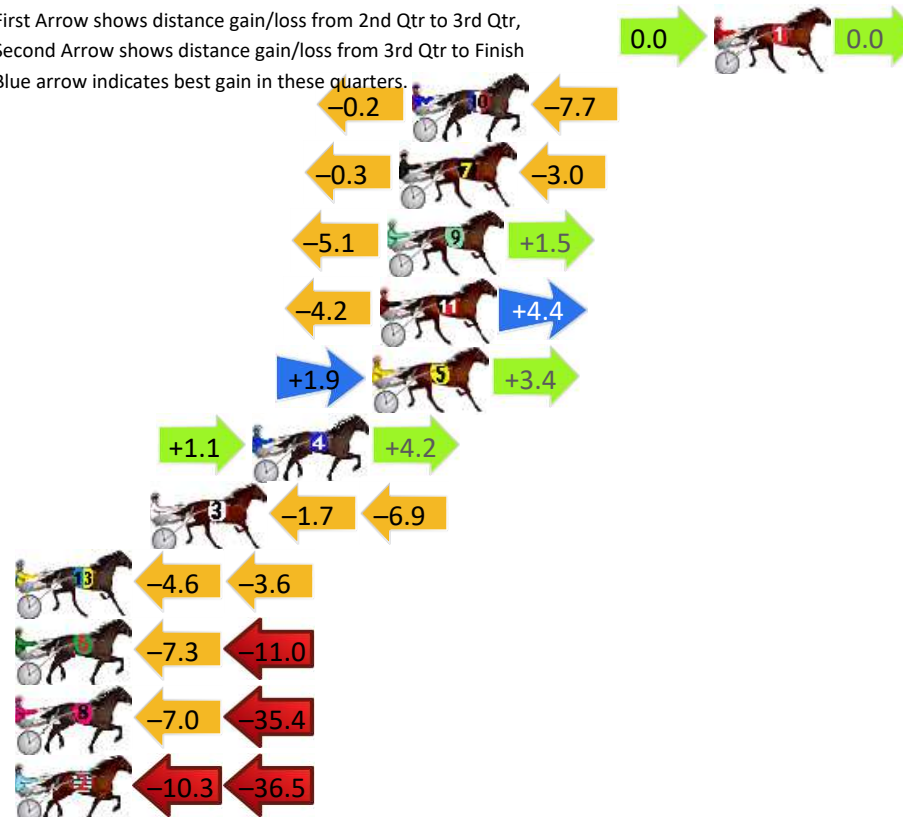 First Arrow shows distance gain/loss from 2nd Qtr to 3rd Qtr,
Second Arrow shows distance gain/loss from 3rd Qtr to Finish
Blue arrow indicates best gain in these quarters.
0.0 1 0.0
−0.2 10 −7.7
−0.3 7 −3.0
−5.1 9 +1.5
−4.2 11 +4.4
+1.9 5 +3.4
+1.1 4 +4.2
3 −1.7 −6.9
13 −4.6 −3.6
−7.3 −11.0
8 −7.0 −35.4
2 −10.3 −36.5